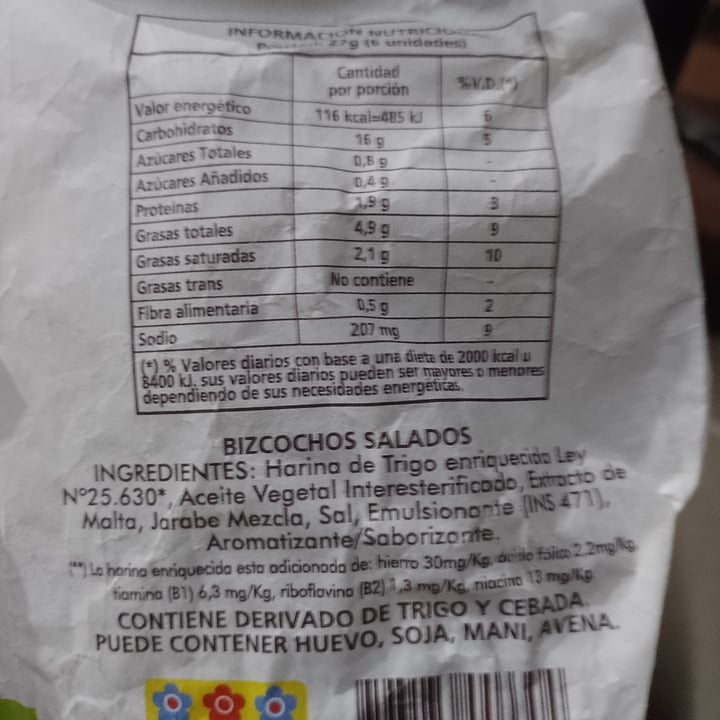 INFORMACION NUTRICIO
27g (6 unidades)
Cantidad por porción %V.D.(*)
Valor energético 116 kcal=485 kJ 6
Carbohidratos 16 g 5
Azúcares Totales 0,8 g -
Azúcares Añadidos 0,4 g -
Proteínas 1,9 g 3
Grasas totales 4,9 g 9
Grasas saturadas 2,1 g 10
Grasas trans No contiene -
Fibra alimentaria 0,5 g 2
Sodio 207 mg 9
(*) % Valores diarios con base a una dieta de 2000 kcal u
8400 kJ, sus valores diarios pueden ser mayores o menores
dependiendo de sus necesidades energéticas.
BIZCOCHOS SALADOS
INGREDIENTES: Harina de Trigo enriquecida Ley
N°25.630*, Aceite Vegetal Interesterificado, Extracto de
Malta, Jarabe Mezcla, Sal, Emulsionante (INS 471),
Aromatizante/Saborizante.
(**) La harina enriquecida esta adicionada de: hierro 30mg/Kg, ácido fólico 2,2mg/Kg
tiamina (B1) 6,3 mg/Kg, riboflavina (B2) 1,3 mg/Kg, niacina 13 mg/Kg
CONTIENE DERIVADO DE TRIGO Y CEBADA.
PUEDE CONTENER HUEVO, SOJA, MANI, AVENA.